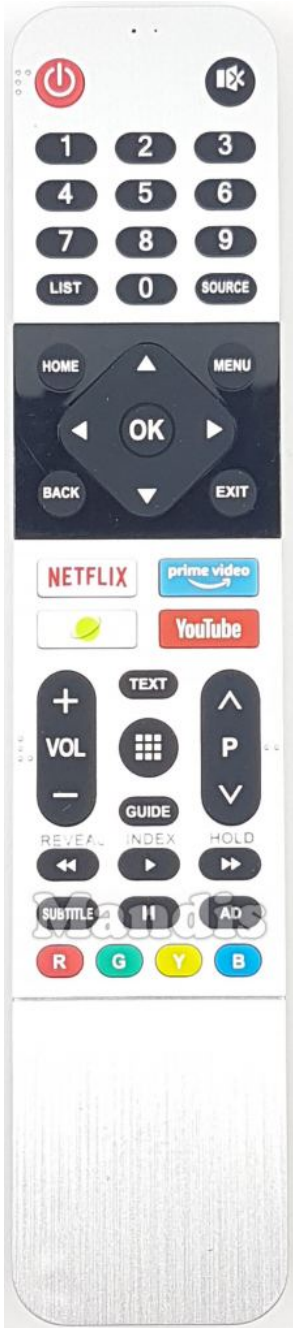 1 2 3
4 5 6
7 8 9
LIST 0 SOURCE
HOME MENU
OK
BACK EXIT
NETFLIX prime video
YouTube
TEXT
+
VOL P
-
GUIDE
REVEAL INDEX HOLD
SUBTITLE AD
Mandis
R G Y B